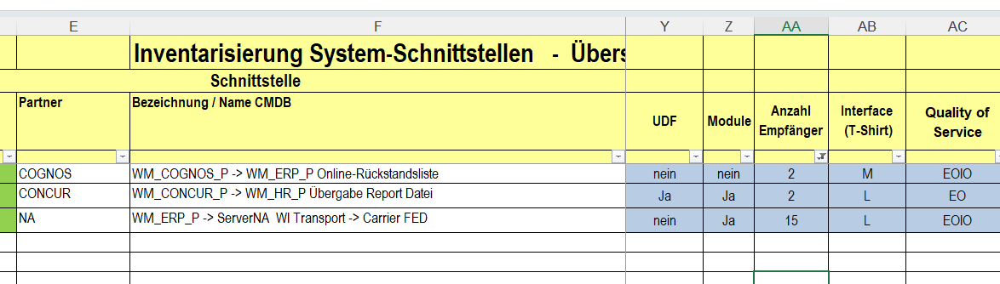 E F Y Z AA AB AC
Inventarisierung System-Schnittstellen - Übers
Schnittstelle
Partner Bezeichnung / Name CMDB UDF Module Anzahl Empfänger Interface (T-Shirt) Quality of Service
COGNOS WM_COGNOS_P -> WM_ERP_P Online-Rückstandsliste nein nein 2 M EOIO
CONCUR WM_CONCUR_P -> WM_HR_P Übergabe Report Datei Ja Ja 2 L EO
NA WM_ERP_P -> ServerNA WI Transport -> Carrier FED nein Ja 15 L EOIO